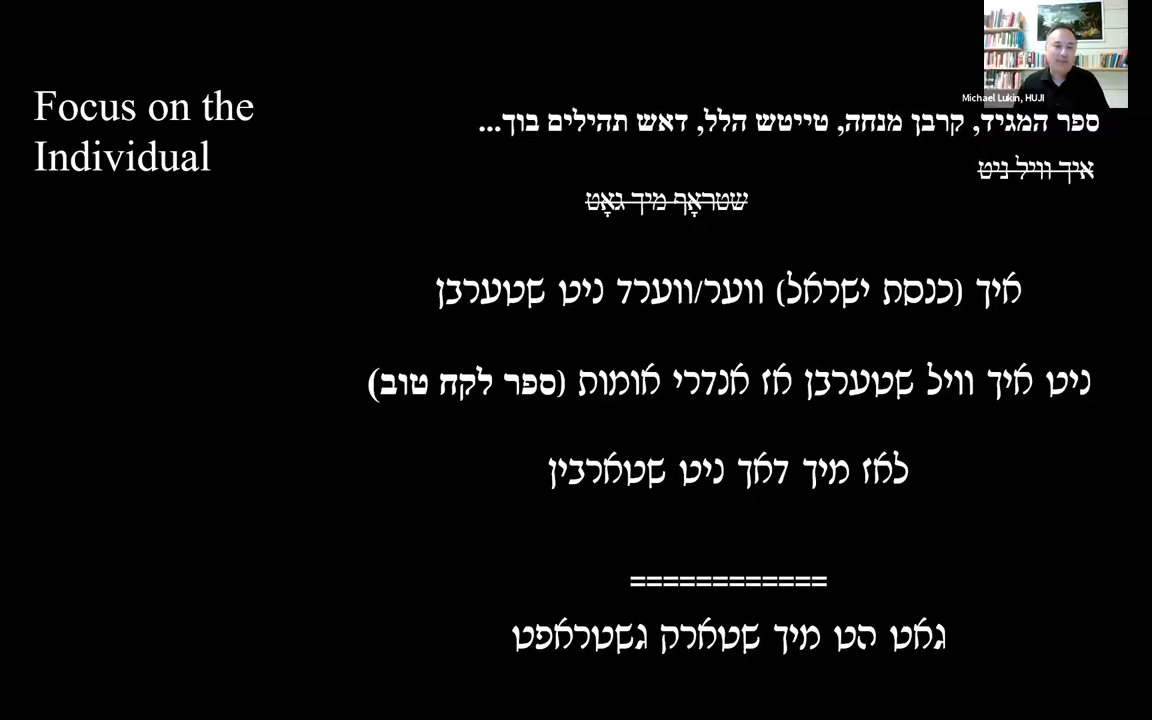 Michael Lukin, HUJI
Focus on the
Individual
ספר המגיד, קרבן מנחה, טייטש הלל, דאש תהילים בוך...
איך וויל ניט
שטראָף מיך גאָט
איך (כנסת ישראל) ווער/ווערד ניט שטערבן
ניט איך וויל שטערבן אז אנדרי אומות (ספר לקח טוב)
לאז מיך דאך ניט שטארבין
============
גאט הט מיך שטארק גשטראפט